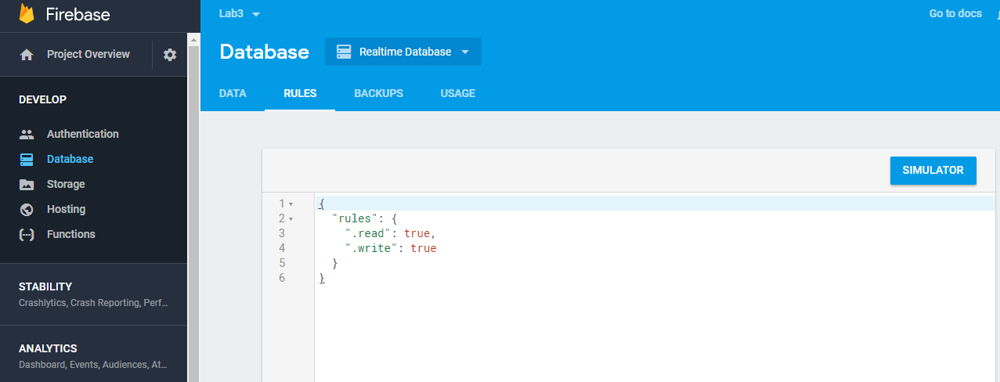 Firebase
Project Overview
DEVELOP
Authentication
Database
Storage
Hosting
Functions
STABILITY
Crashlytics, Crash Reporting, Perf...
ANALYTICS
Dashboard, Events, Audiences, At...
Lab3
Go to docs
Database
Realtime Database
DATA RULES BACKUPS USAGE
SIMULATOR
1 {
2 "rules": {
3 ".read": true,
4 ".write": true
5 }
6 }